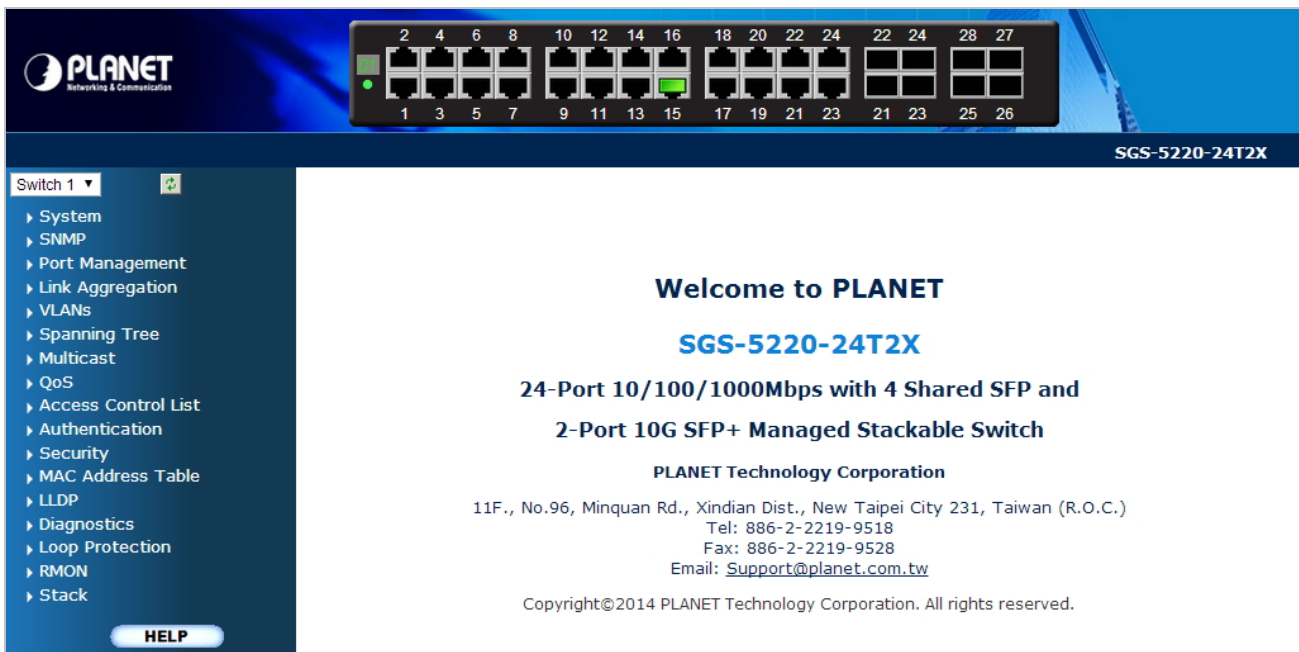 PLANET
Networking & Communication
2 4 6 8 10 12 14 16 18 20 22 24 22 24 28 27
1 3 5 7 9 11 13 15 17 19 21 23 21 23 25 26
SGS-5220-24T2X
Switch 1
System
SNMP
Port Management
Link Aggregation
VLANs
Spanning Tree
Multicast
QoS
Access Control List
Authentication
Security
MAC Address Table
LLDP
Diagnostics
Loop Protection
RMON
Stack
HELP
Welcome to PLANET
SGS-5220-24T2X
24-Port 10/100/1000Mbps with 4 Shared SFP and
2-Port 10G SFP+ Managed Stackable Switch
PLANET Technology Corporation
11F., No.96, Minquan Rd., Xindian Dist., New Taipei City 231, Taiwan (R.O.C.)
Tel: 886-2-2219-9518
Fax: 886-2-2219-9528
Email: Support@planet.com.tw
Copyright©2014 PLANET Technology Corporation. All rights reserved.